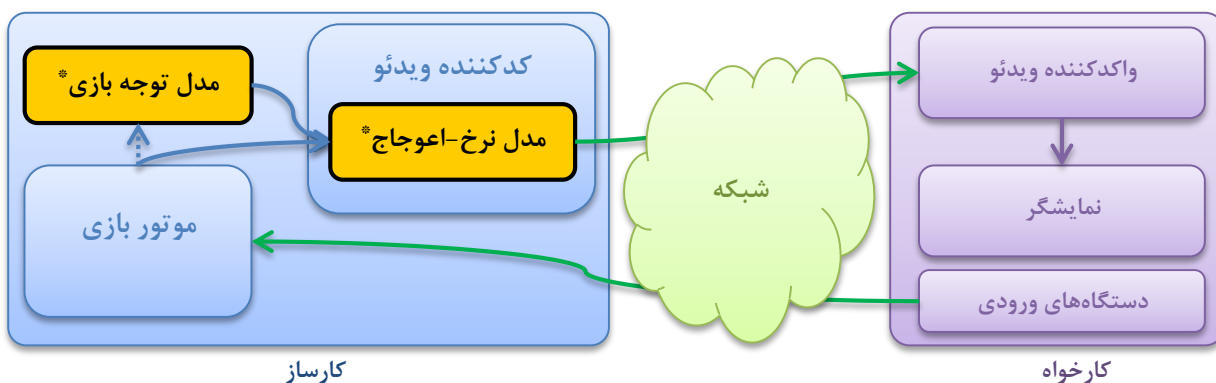 واکدکننده ویدئو
نمایشگر
دستگاه‌های ورودی
کارخواه
شبکه
کدکننده ویدئو
مدل نرخ-اعوجاج*
مدل توجه بازی*
موتور بازی
کارساز